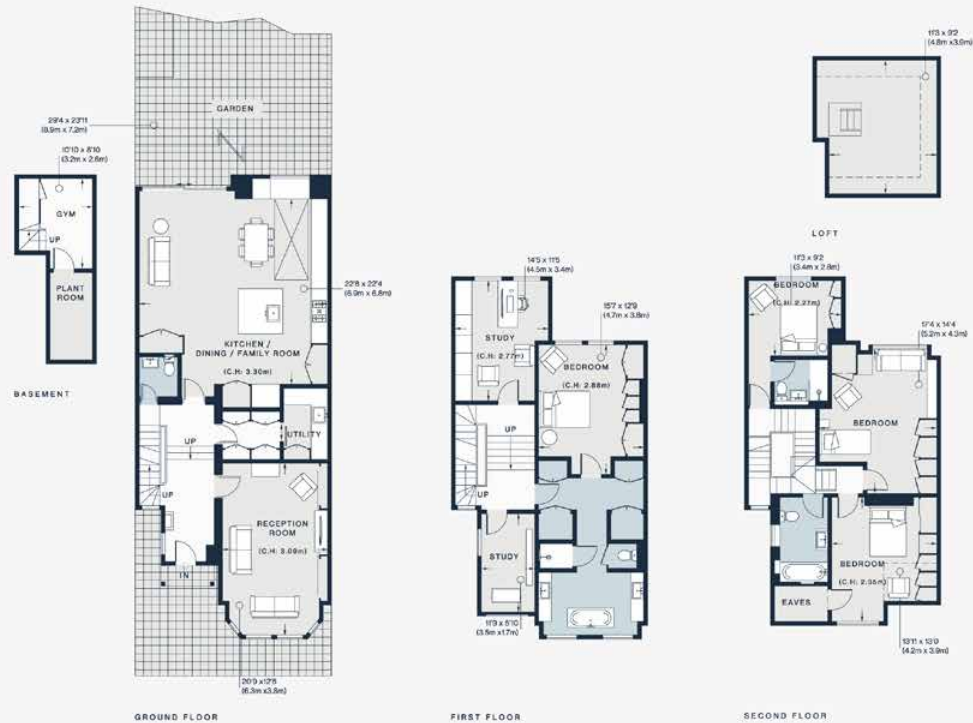 GARDEN
29'4 x 23'11
(8.9m x 7.2m)
10'10 x 8'10
(3.2m x 2.6m)
GYM
UP
PLANT
ROOM
BASEMENT
22'8 x 22'4
(6.9m x 6.8m)
KITCHEN /
DINING / FAMILY ROOM
(C.H: 3.30m)
UP
UTILITY
UP
RECEPTION
ROOM
(C.H: 3.09m)
IN
20'9 x 12'8
(6.3m x 3.8m)
GROUND FLOOR
14'5 x 11'5
(4.5m x 3.4m)
15'7 x 12'9
(4.7m x 3.8m)
STUDY
(C.H: 2.77m)
BEDROOM
(C.H: 2.88m)
UP
UP
STUDY
11'9 x 5'10
(3.5m x 1.7m)
FIRST FLOOR
11'3 x 9'2
(4.8m x 3.9m)
LOFT
11'3 x 9'2
(3.4m x 2.8m)
BEDROOM
(C.H: 2.27m)
17'4 x 14'4
(5.2m x 4.3m)
BEDROOM
BEDROOM
(C.H: 2.35m)
EAVES
13'11 x 13'0
(4.2m x 3.9m)
SECOND FLOOR